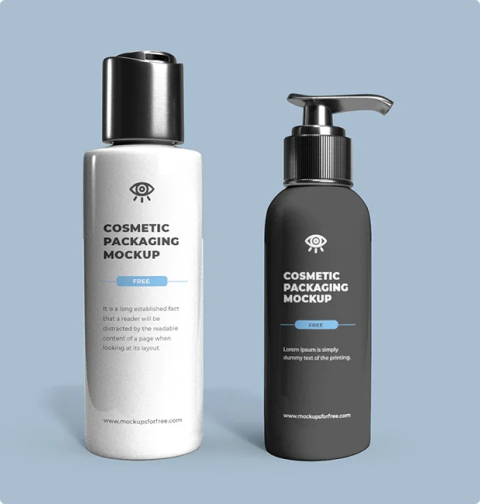 COSMETIC
PACKAGING
MOCKUP
FREE
It is a long established fact
that a reader will be
distracted by the readable
content of a page when
looking at its layout.
www.mockupsforfree.com
COSMETIC
PACKAGING
MOCKUP
FREE
Lorem Ipsum is simply
dummy text of the printing.
www.mockupsforfree.com